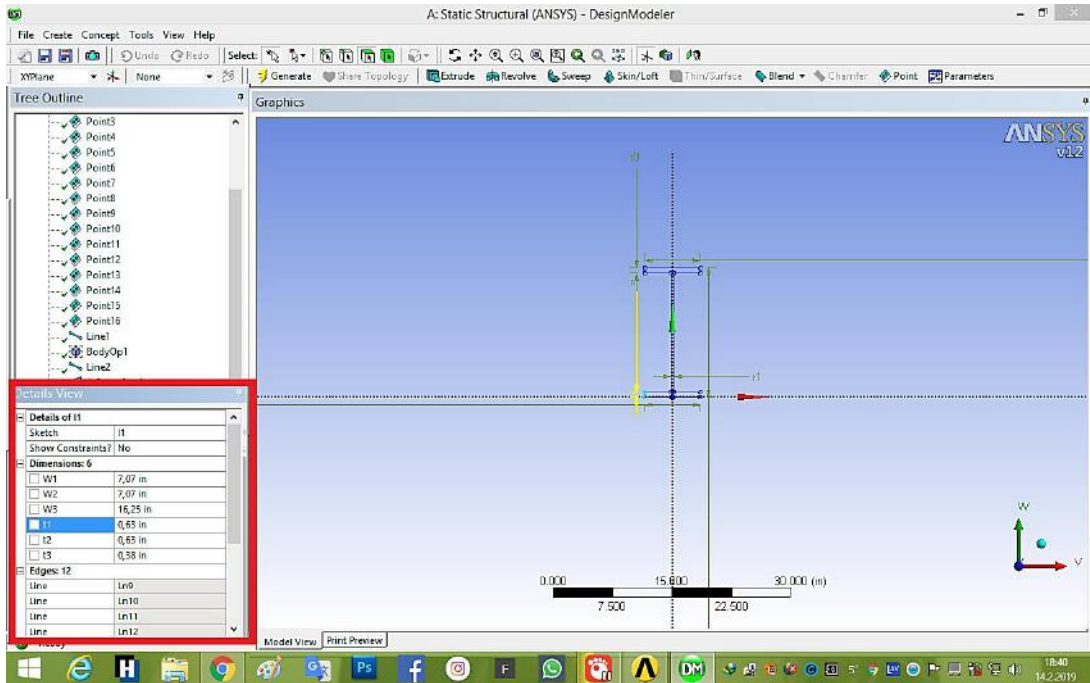 A: Static Structural (ANSYS) - DesignModeler
File Create Concept Tools View Help
Undo Redo Select:
XYPlane None Generate Share Topology Extrude Revolve Sweep Skin/Loft Thin/Surface Blend Chamfer Point Parameters
Tree Outline
Graphics
Point3
Point4
Point5
Point6
Point7
Point8
Point9
Point10
Point11
Point12
Point13
Point14
Point15
Point16
Line1
BodyOp1
Line2
ANSYS
v12
Details View
Details of I1
Sketch I1
Show Constraints? No
Dimensions: 6
W1 7,07 in
W2 7,07 in
W3 16,25 in
t1 0,63 in
t2 0,63 in
t3 0,38 in
Edges: 12
Line Ln9
Line Ln10
Line Ln11
Line Ln12
W
V
0.000 15.000 30.000 (in)
7.500 22.500
Ready
Model View Print Preview
18:40
14.2.2019